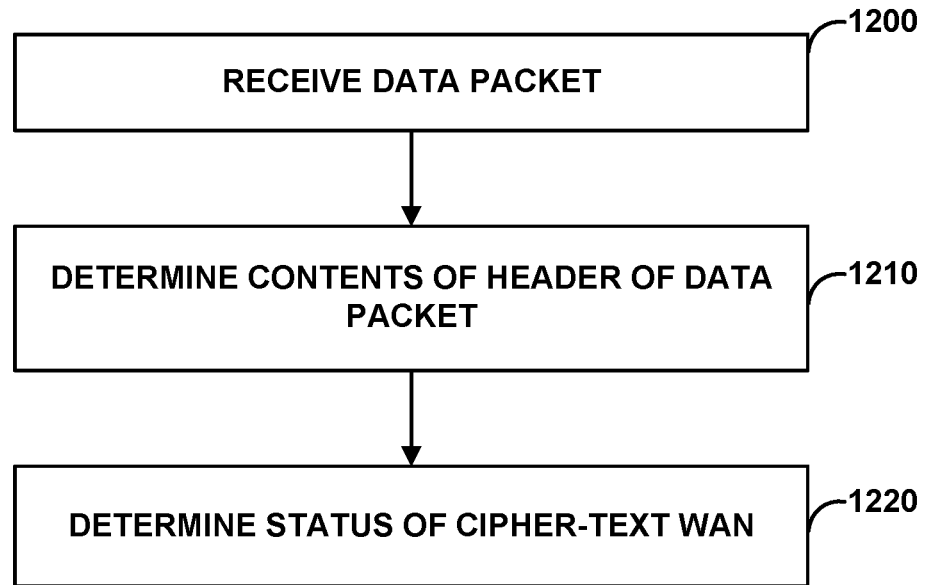 1200
RECEIVE DATA PACKET
DETERMINE CONTENTS OF HEADER OF DATA
PACKET
1210
DETERMINE STATUS OF CIPHER-TEXT WAN
1220